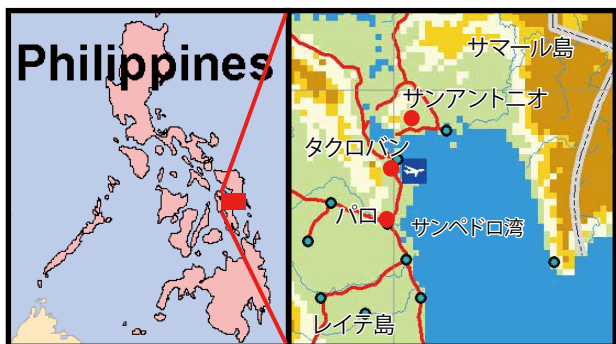 Philippines
サマール島
サンアントニオ
タクロバン
パロ
サンペドロ湾
レイテ島